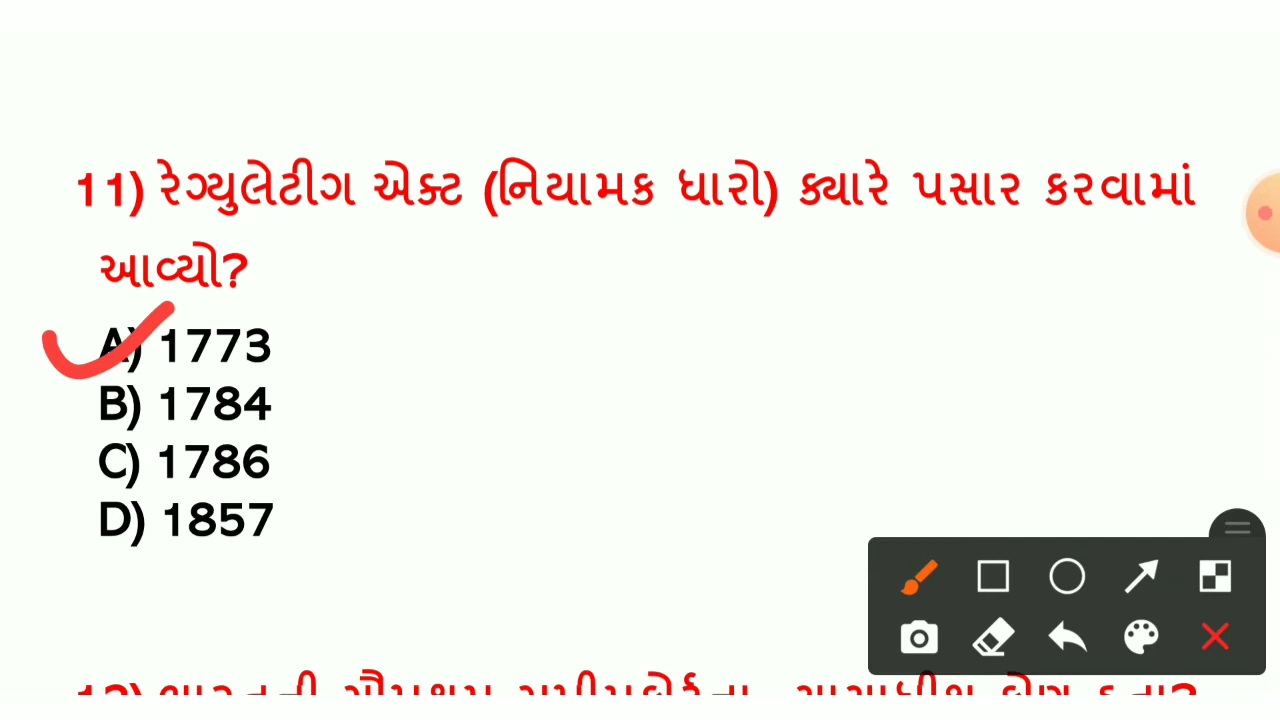 11) રેગ્યુલેટીગ એક્ટ (નિયામક ધારો) ક્યારે પસાર કરવામાં
આવ્યો?
A) 1773
B) 1784
C) 1786
D) 1857